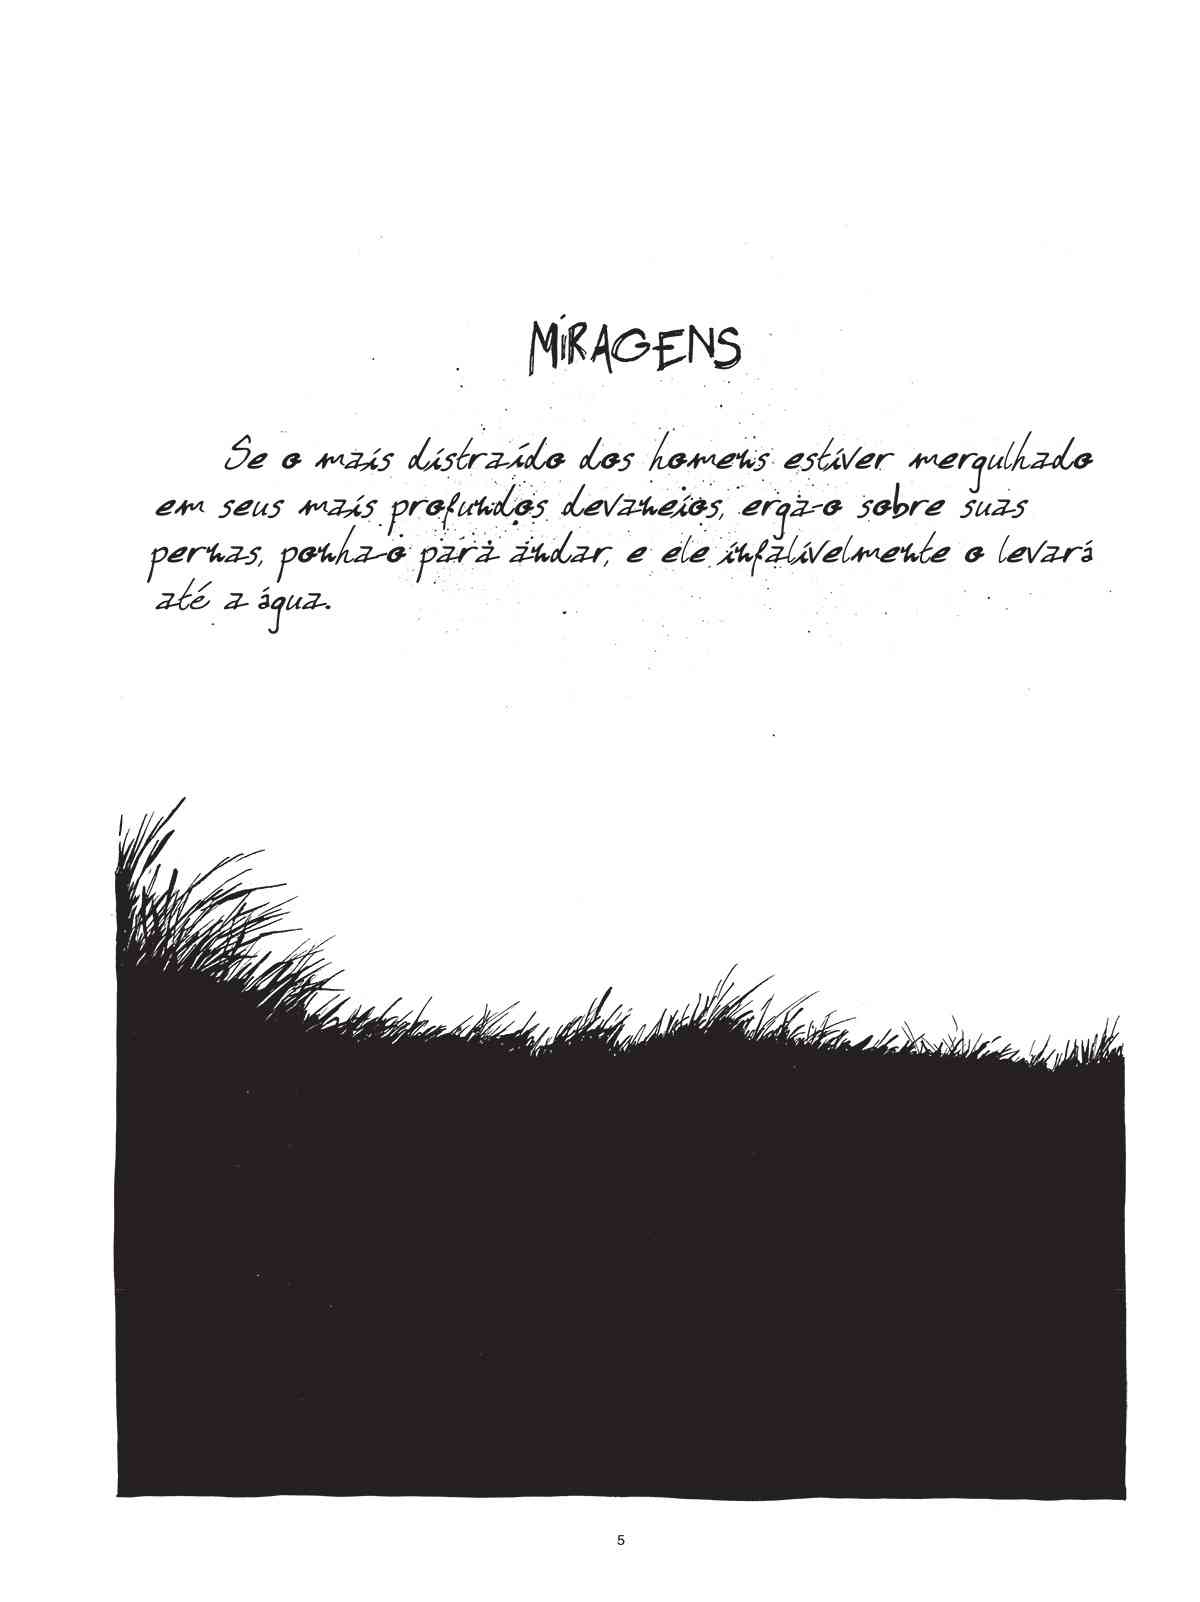 MIRAGENS
Se o mais distraído dos homens estiver mergulhado
em seus mais profundos devaneios, erga-o sobre suas
pernas, ponha-o para andar, e ele infalivelmente o levará
até a água.
5